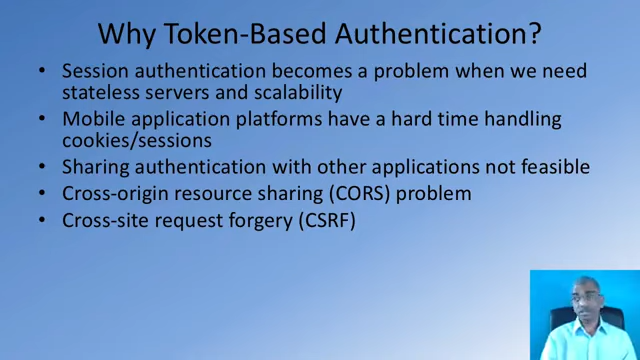 Why Token-Based Authentication?
• Session authentication becomes a problem when we need
stateless servers and scalability
• Mobile application platforms have a hard time handling
cookies/sessions
• Sharing authentication with other applications not feasible
• Cross-origin resource sharing (CORS) problem
• Cross-site request forgery (CSRF)